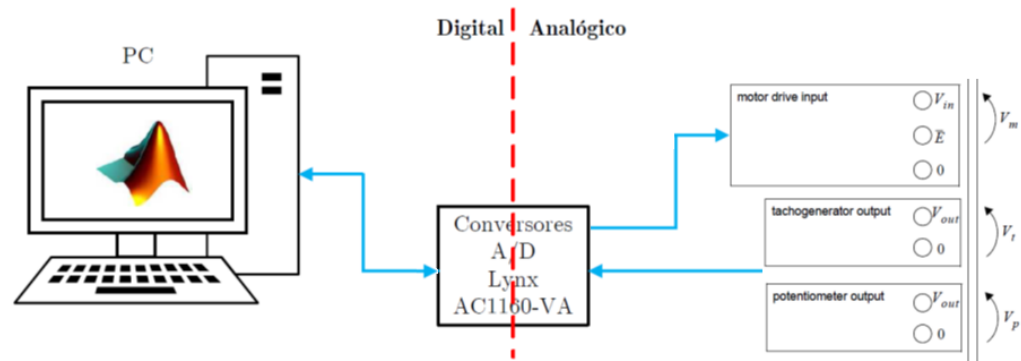 Digital
Analógico
PC
Conversores
A/D
Lynx
AC1160-VA
motor drive input
V_in
Ē
0
V_m
tachogenerator output
V_out
0
V_t
potentiometer output
V_out
0
V_p